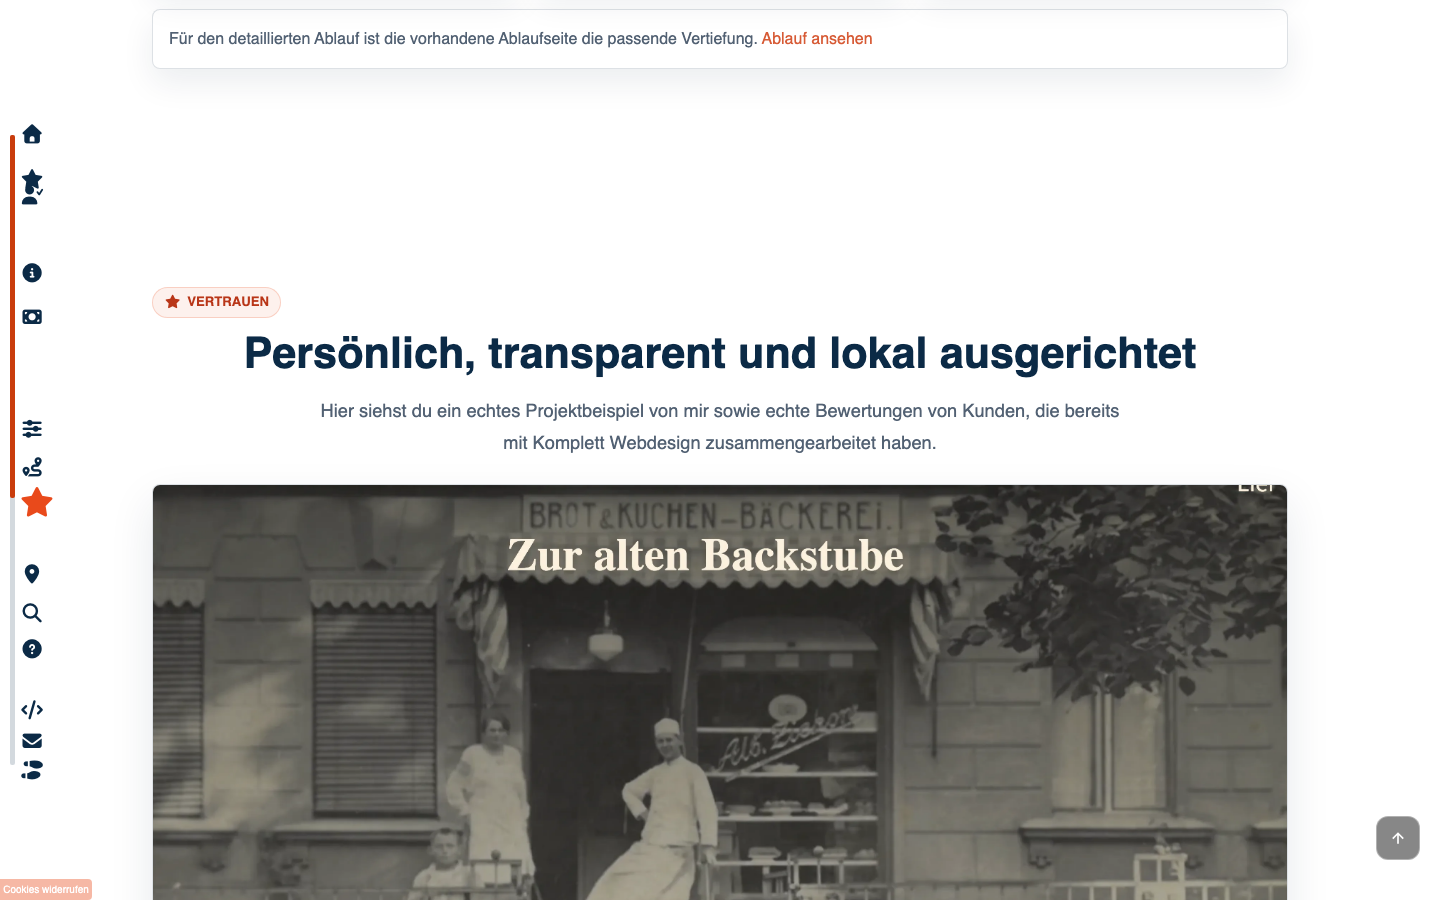 Für den detaillierten Ablauf ist die vorhandene Ablaufseite die passende Vertiefung. Ablauf ansehen
VERTRAUEN
Persönlich, transparent und lokal ausgerichtet
Hier siehst du ein echtes Projektbeispiel von mir sowie echte Bewertungen von Kunden, die bereits
mit Komplett Webdesign zusammengearbeitet haben.
BROT & KUCHEN-BÄCKEREI.
Zur alten Backstube
Cookies widerrufen